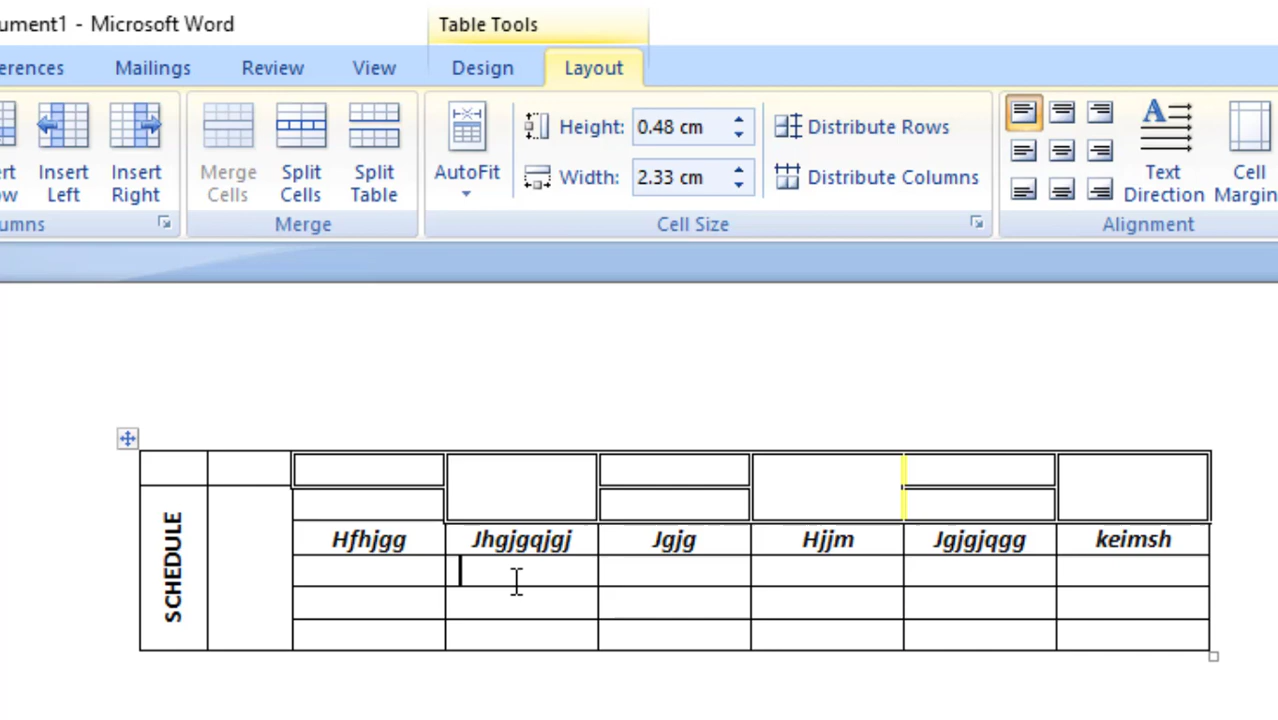 ument1 - Microsoft Word
Table Tools
erences Mailings Review View Design Layout
rt
ow
Insert
Left
Insert
Right
Merge
Cells
Split
Cells
Split
Table
AutoFit
Height: 0.48 cm
Width: 2.33 cm
Distribute Rows
Distribute Columns
A
Text
Direction
Cell
Margin
umns Merge Cell Size Alignment
SCHEDULE
Hfhjgg Jhgjgqjgj Jgjg Hjjm Jgjgjqgg keimsh